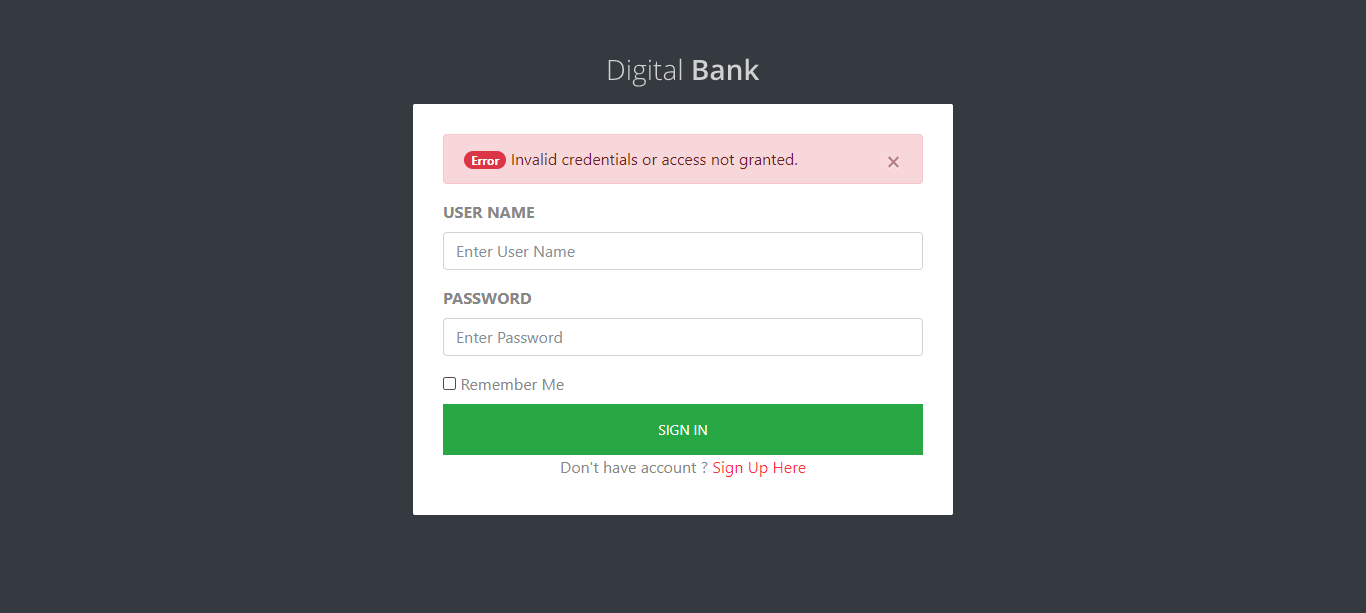 Digital Bank
Error Invalid credentials or access not granted. ×
USER NAME
Enter User Name
PASSWORD
Enter Password
Remember Me
SIGN IN
Don't have account ? Sign Up Here